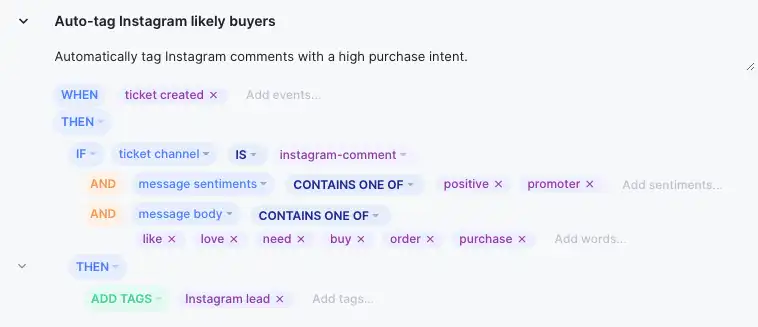 Auto-tag Instagram likely buyers
Automatically tag Instagram comments with a high purchase intent.
WHEN ticket created × Add events...
THEN
IF ticket channel IS instagram-comment
AND message sentiments CONTAINS ONE OF positive × promoter × Add sentiments...
AND message body CONTAINS ONE OF
like × love × need × buy × order × purchase × Add words...
THEN
ADD TAGS Instagram lead × Add tags...